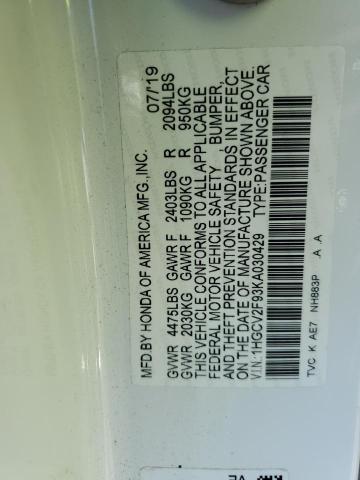 MFD BY HONDA OF AMERICA MFG.,INC. 07/19
GVWR 4475LBS GAWR F 2403LBS R 2094LBS
GVWR 2030KG GAWR F 1090KG R 950KG
THIS VEHICLE CONFORMS TO ALL APPLICABLE
FEDERAL MOTOR VEHICLE SAFETY, BUMPER,
AND THEFT PREVENTION STANDARDS IN EFFECT
ON THE DATE OF MANUFACTURE SHOWN ABOVE.
V.I.N.:1HGCV2F93KA030429 TYPE:PASSENGER CAR
TVC K AE7 NH883P A A